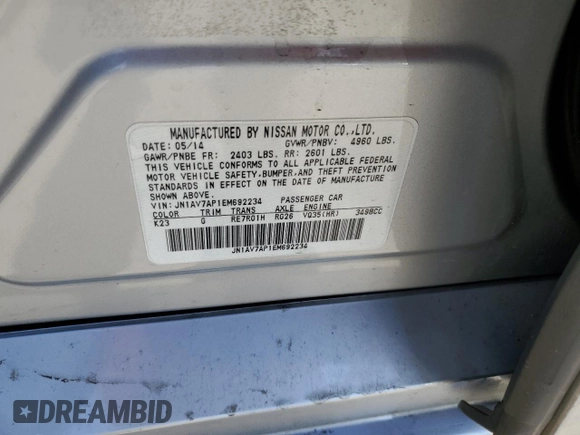 MANUFACTURED BY NISSAN MOTOR CO.,LTD.
DATE: 05/14 GVWR/PNBV: 4960 LBS.
GAWR/PNBE FR: 2403 LBS. RR: 2601 LBS.
THIS VEHICLE CONFORMS TO ALL APPLICABLE FEDERAL
MOTOR VEHICLE SAFETY,BUMPER,AND THEFT PREVENTION
STANDARDS IN EFFECT ON THE DATE OF MANUFACTURE
SHOWN ABOVE.
VIN: JN1AV7AP1EM692234 PASSENGER CAR
COLOR TRIM TRANS AXLE ENGINE
K23 G RE7R01H RG26 VQ35(HR) 3498CC
JN1AV7AP1EM692234
DREAMBID